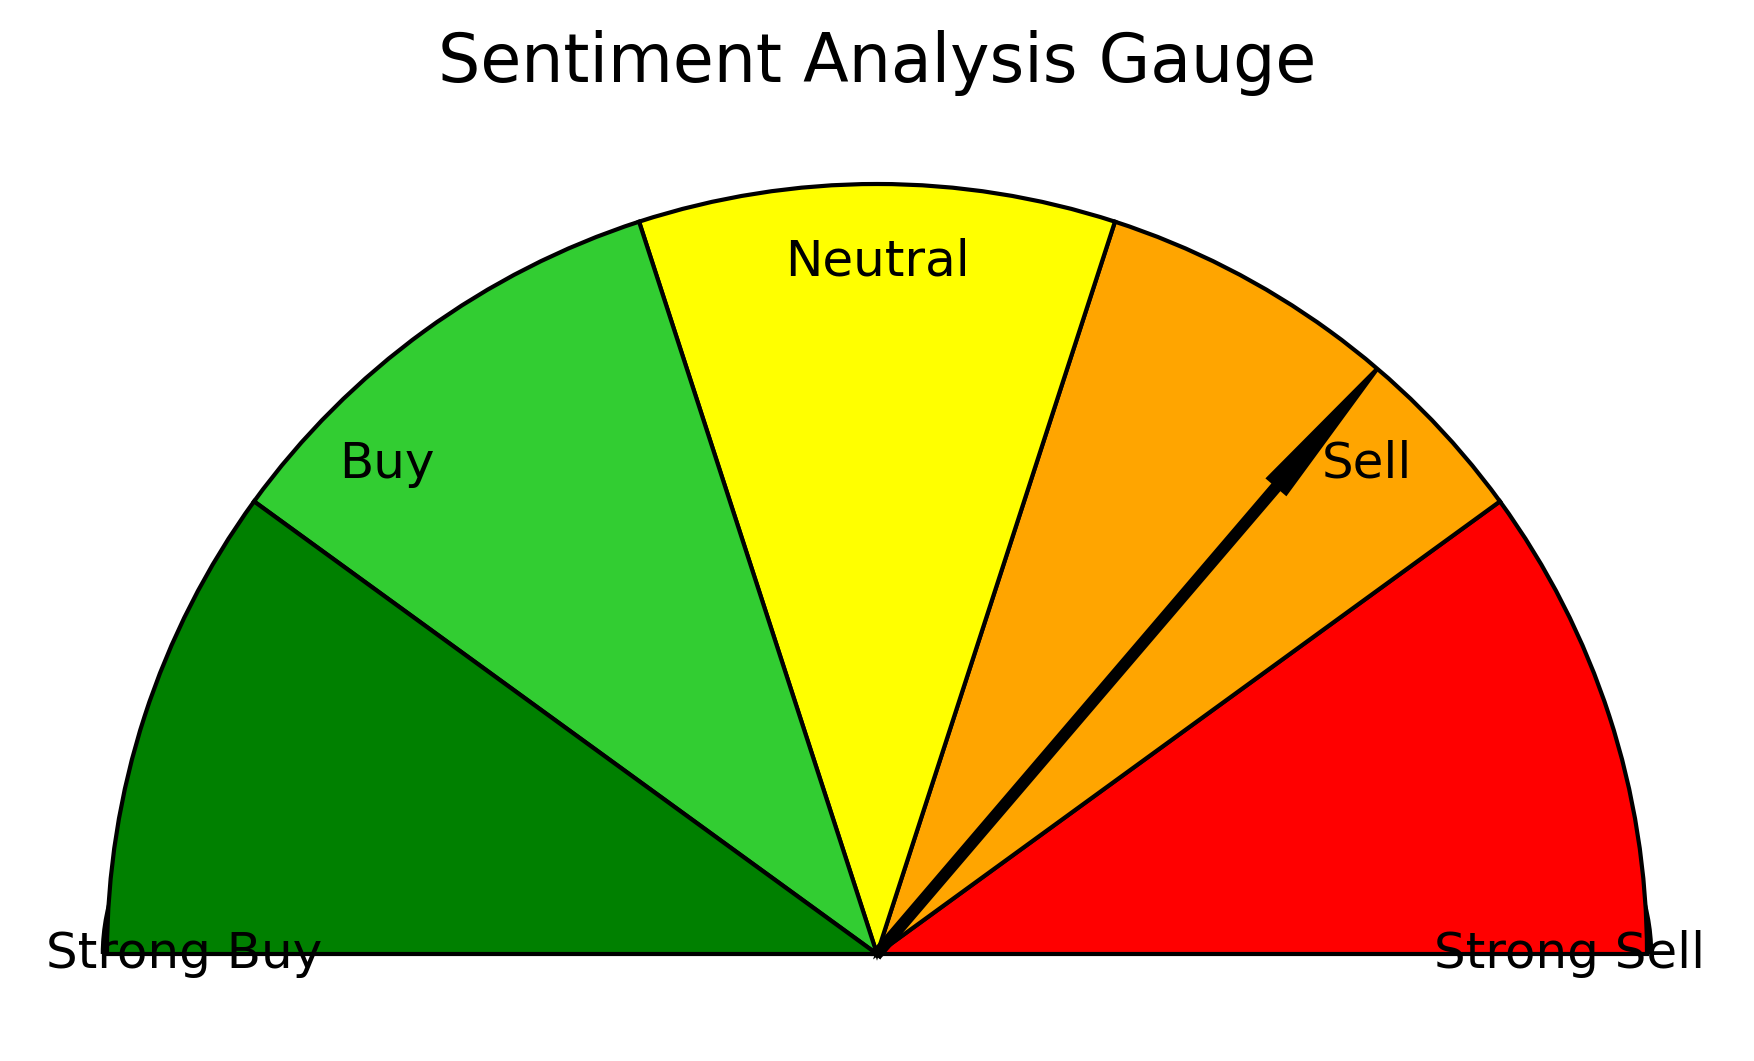 Sentiment Analysis Gauge
Neutral
Buy
Sell
Strong Buy
Strong Sell